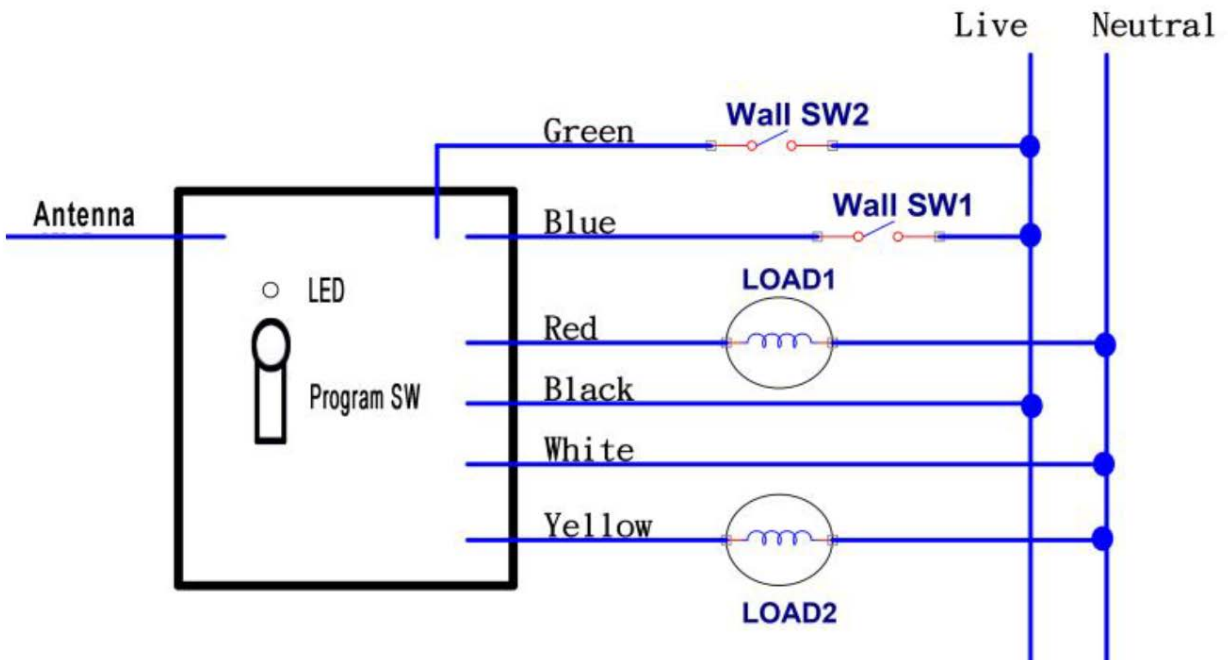 Live Neutral
Wall SW2
Green
Antenna
Wall SW1
Blue
LOAD1
LED
Red
Program SW
Black
White
Yellow
LOAD2